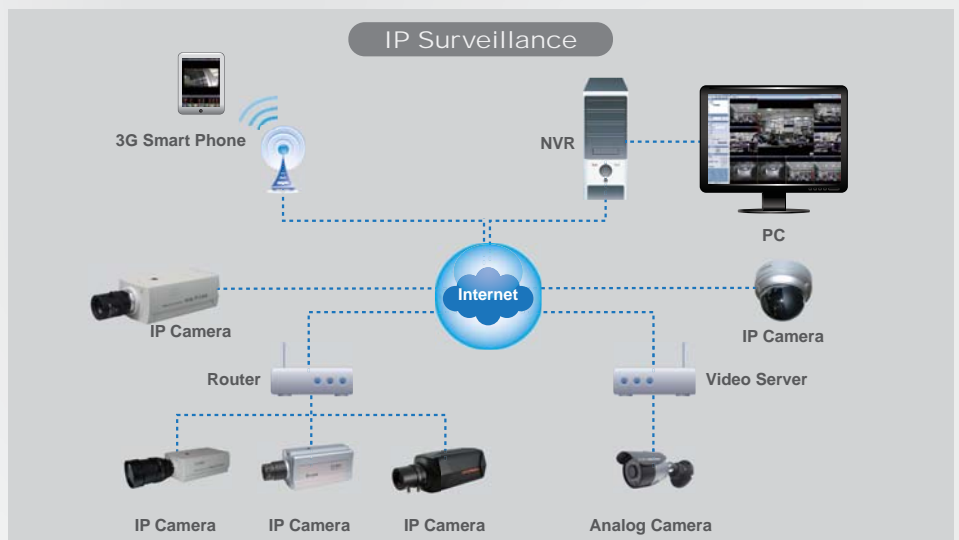 IP Surveillance
3G Smart Phone
NVR
PC
Internet
IP Camera
IP Camera
Router
Video Server
IP Camera
IP Camera
IP Camera
Analog Camera